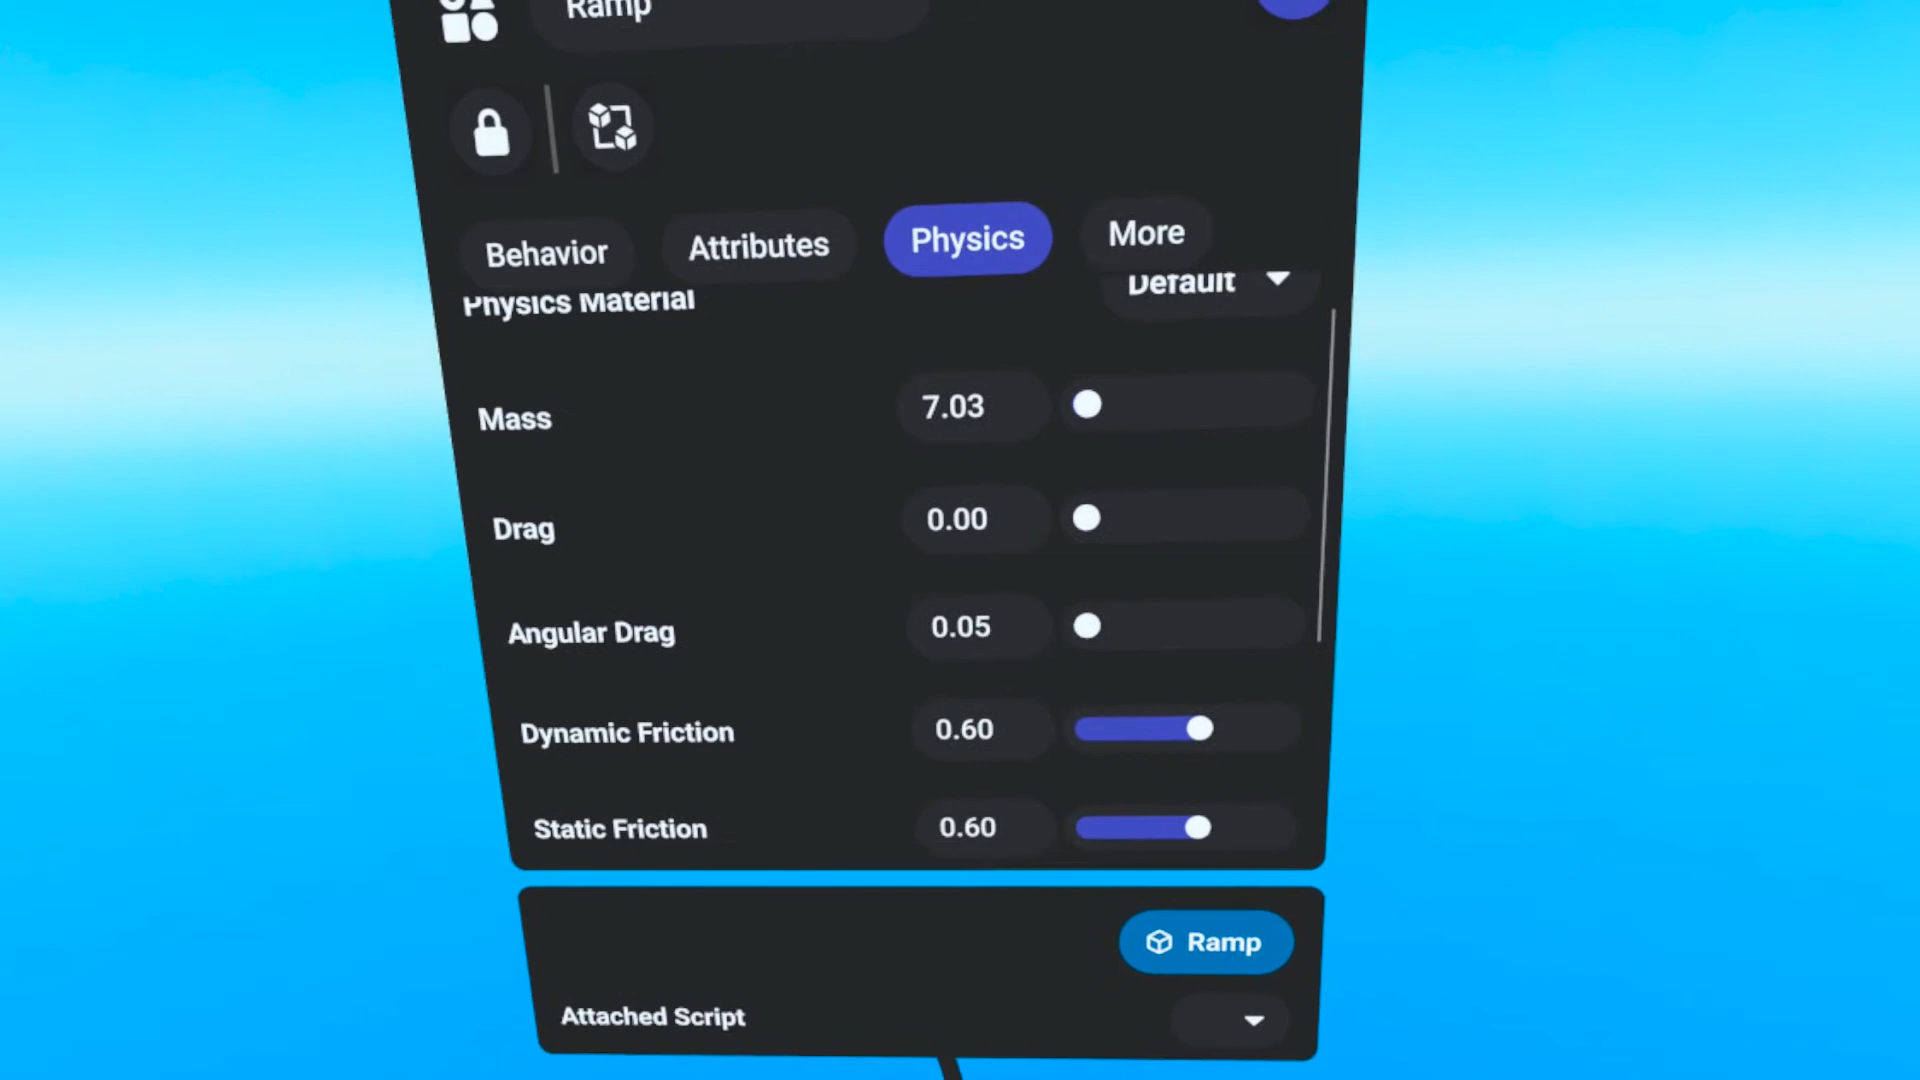 Ramp
Behavior Attributes Physics More
Physics Material Default
Mass 7.03
Drag 0.00
Angular Drag 0.05
Dynamic Friction 0.60
Static Friction 0.60
Ramp
Attached Script